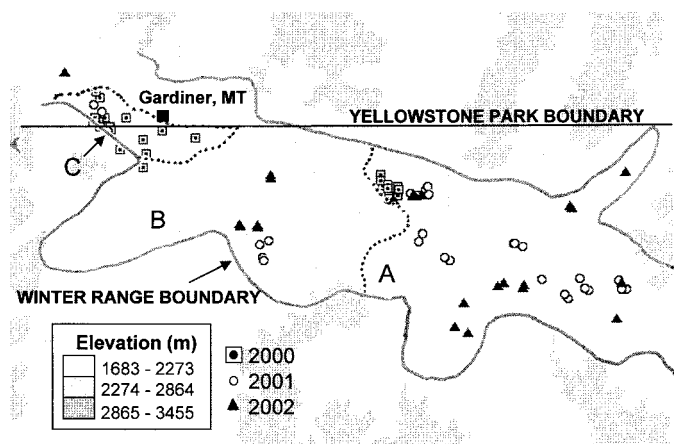 Gardiner, MT
YELLOWSTONE PARK BOUNDARY
C
B
A
WINTER RANGE BOUNDARY
Elevation (m)
1683 - 2273
2274 - 2864
2865 - 3455
2000
2001
2002